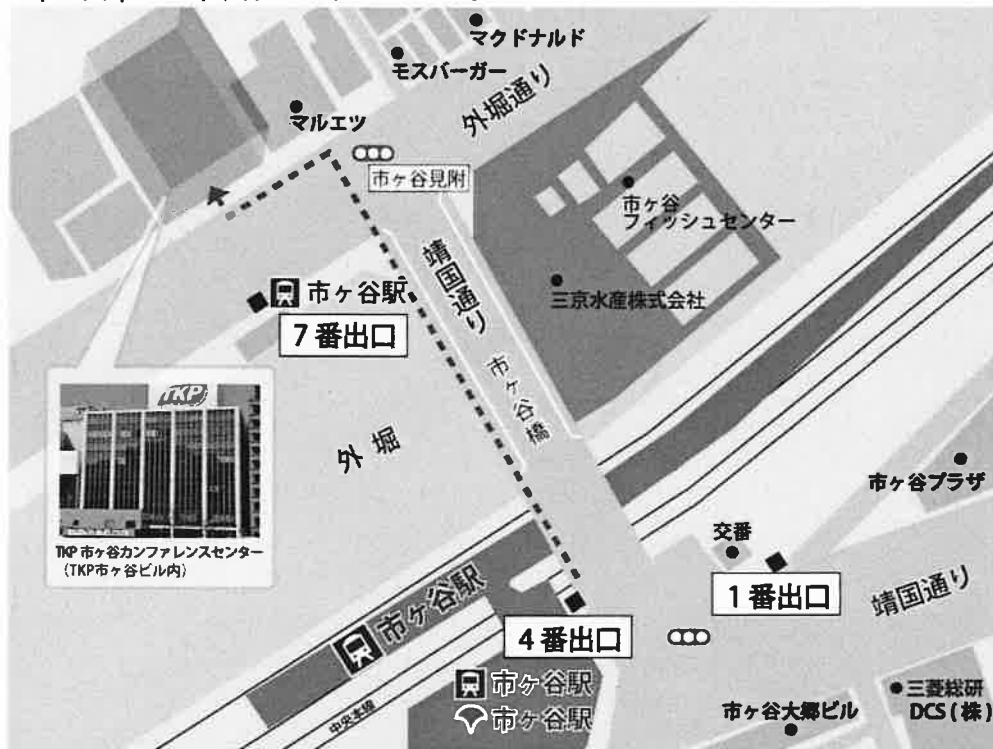 マクドナルド
モスバーガー
外堀通り
マルエツ
市ヶ谷見附
市ヶ谷
フィッシュセンター
靖国通り
三京水産株式会社
市ヶ谷駅
7番出口
市ヶ谷橋
外堀
TKP
TKP 市ヶ谷カンファレンスセンター
(TKP市ヶ谷ビル内)
市ヶ谷プラザ
交番
1番出口
靖国通り
市ヶ谷駅
4番出口
中央本線
市ヶ谷駅
市ヶ谷駅
三菱総研
DCS(株)
市ヶ谷大郷ビル